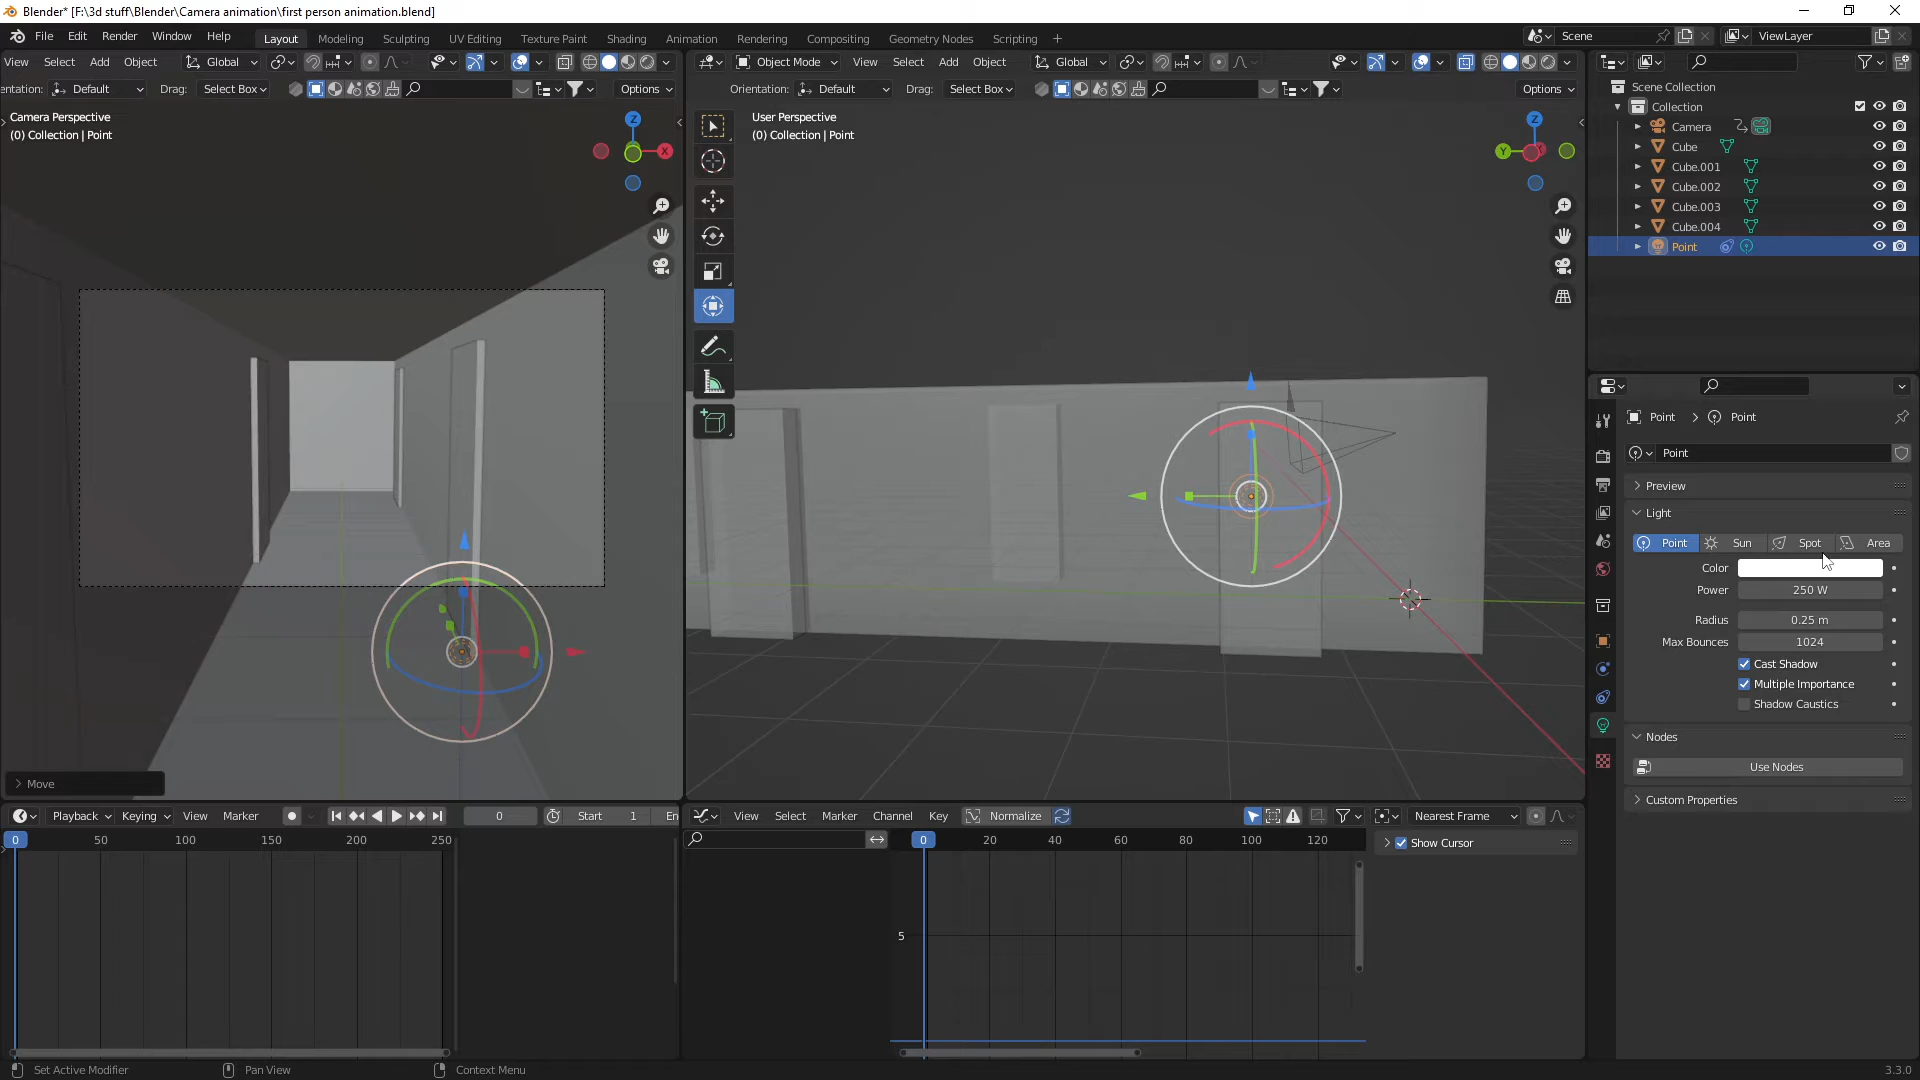 Blender* [F:\3d stuff\Blender\Camera animation\first person animation.blend]
File Edit Render Window Help Layout Modeling Sculpting UV Editing Texture Paint Shading Animation Rendering Compositing Geometry Nodes Scripting + Scene ViewLayer
View Select Add Object Global Object Mode View Select Add Object Global
entation: Default Drag: Select Box Options Orientation: Default Drag: Select Box Options
Camera Perspective
(0) Collection | Point
Z
X
User Perspective
(0) Collection | Point
Z
Y
Scene Collection
Collection
Camera
Cube
Cube.001
Cube.002
Cube.003
Cube.004
Point
Point Point
Point
Preview
Light
Point Sun Spot Area
Color
Power 250 W
Radius 0.25 m
Max Bounces 1024
Cast Shadow
Multiple Importance
Shadow Caustics
Nodes
Use Nodes
Custom Properties
Move
Playback Keying View Marker 0 Start 1 En
0 50 100 150 200 250
View Select Marker Channel Key Normalize Nearest Frame
0 20 40 60 80 100 120
Show Cursor
5
Set Active Modifier Pan View Context Menu 3.3.0